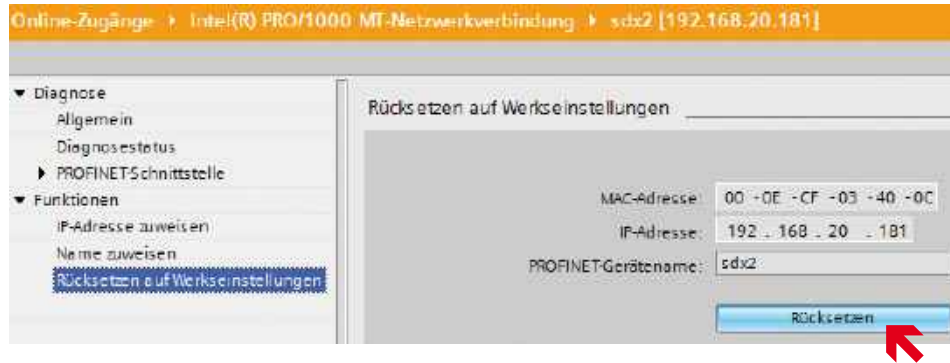 Online-Zugänge ▸ Intel(R) PRO/1000 MT-Netzwerkverbindung ▸ sdx2 [192.168.20.181]
▼ Diagnose
Allgemein
Diagnosestatus
▸ PROFINET-Schnittstelle
▼ Funktionen
IP-Adresse zuweisen
Name zuweisen
Rücksetzen auf Werkseinstellungen
Rücksetzen auf Werkseinstellungen
MAC-Adresse: 00 -0E -CF -03 -40 -0C
IP-Adresse: 192 . 168 . 20 . 181
PROFINET-Gerätename: sdx2
Rücksetzen